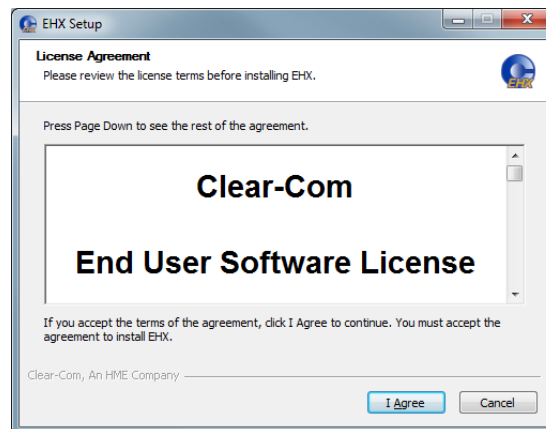 EHX Setup
License Agreement
Please review the license terms before installing EHX.
EHX
Press Page Down to see the rest of the agreement.
Clear-Com
End User Software License
If you accept the terms of the agreement, click I Agree to continue. You must accept the
agreement to install EHX.
Clear-Com, An HME Company
I Agree
Cancel